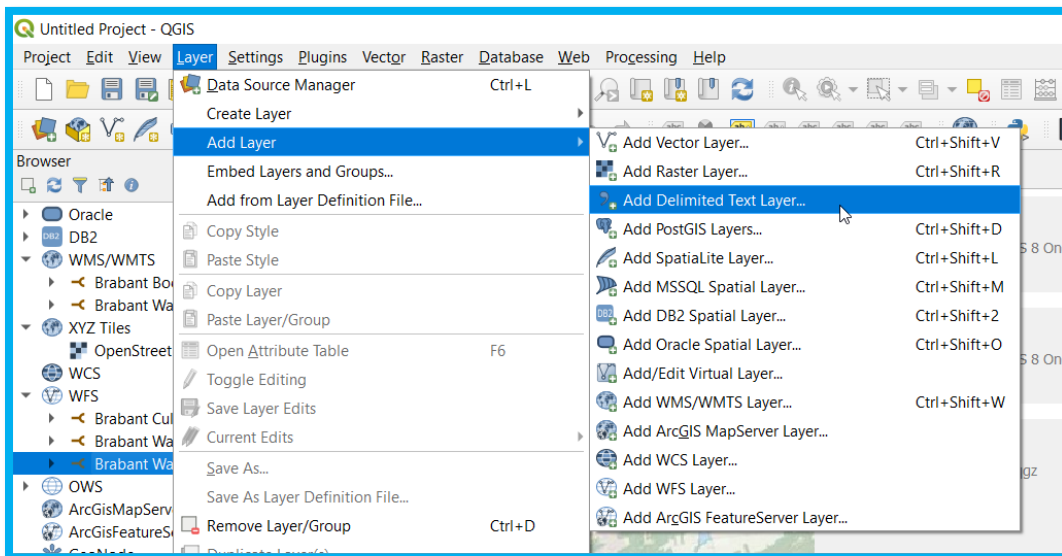 Untitled Project - QGIS
Project Edit View Layer Settings Plugins Vector Raster Database Web Processing Help
Data Source Manager Ctrl+L
Create Layer
Add Layer
Embed Layers and Groups...
Add from Layer Definition File...
Copy Style
Paste Style
Copy Layer
Paste Layer/Group
Open Attribute Table F6
Toggle Editing
Save Layer Edits
Current Edits
Save As...
Save As Layer Definition File...
Remove Layer/Group Ctrl+D
Duplicate Layer(s)
Add Vector Layer... Ctrl+Shift+V
Add Raster Layer... Ctrl+Shift+R
Add Delimited Text Layer...
Add PostGIS Layers... Ctrl+Shift+D
Add SpatiaLite Layer... Ctrl+Shift+L
Add MSSQL Spatial Layer... Ctrl+Shift+M
DB2 Add DB2 Spatial Layer... Ctrl+Shift+2
Add Oracle Spatial Layer... Ctrl+Shift+O
Add/Edit Virtual Layer...
Add WMS/WMTS Layer... Ctrl+Shift+W
Add ArcGIS MapServer Layer...
Add WCS Layer...
Add WFS Layer...
Add ArcGIS FeatureServer Layer...
Browser
Oracle
DB2 DB2
WMS/WMTS
Brabant Bo
Brabant Wa
XYZ Tiles
OpenStreet
WCS
WFS
Brabant Cul
Brabant Wa
Brabant Wa
OWS
ArcGisMapServ
ArcGisFeatureSe
GeoNode
S 8 On
S 8 On
gz